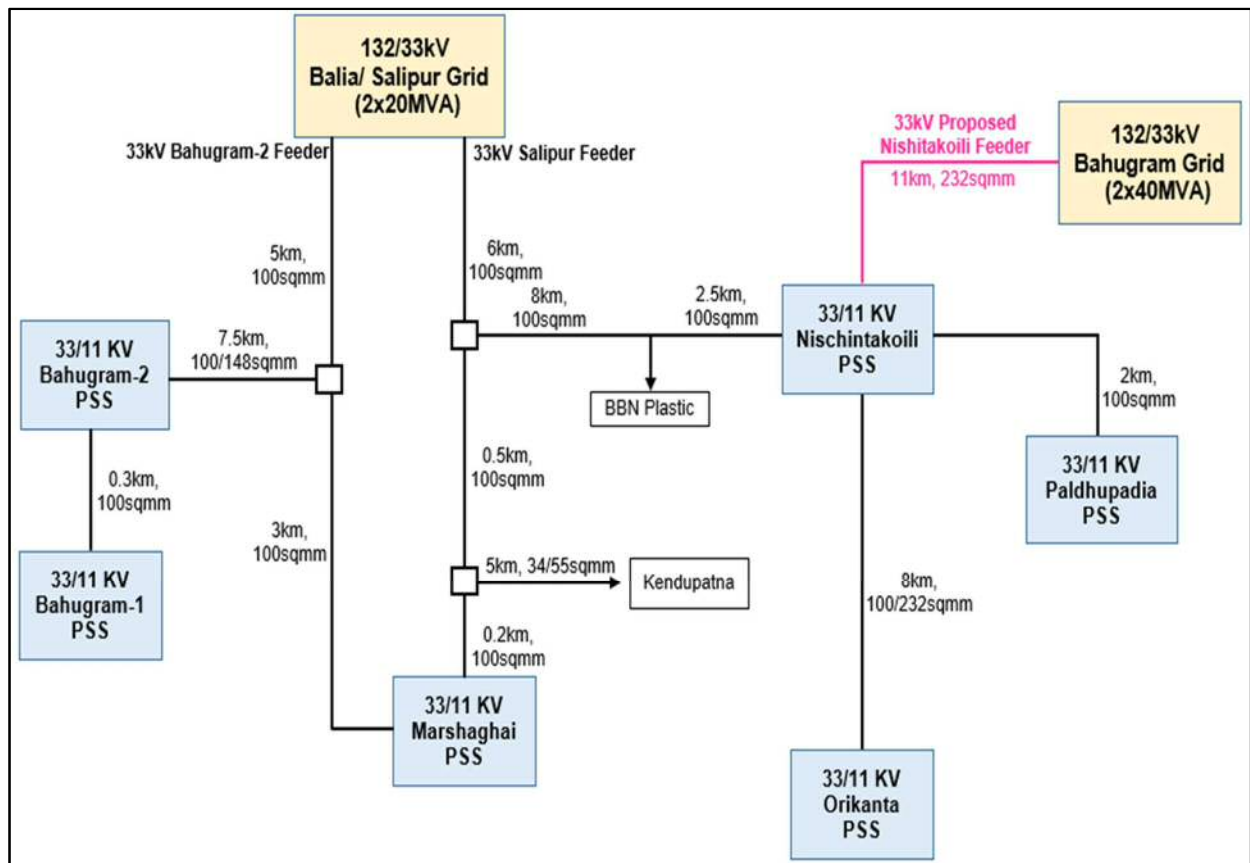 132/33kV
Balia/ Salipur Grid
(2x20MVA)
33kV Bahugram-2 Feeder
33kV Salipur Feeder
33kV Proposed
Nishitakoili Feeder
11km, 232sqmm
132/33kV
Bahugram Grid
(2x40MVA)
5km,
100sqmm
6km,
100sqmm
8km,
100sqmm
2.5km,
100sqmm
33/11 KV
Nischintakoili
PSS
33/11 KV
Bahugram-2
PSS
7.5km,
100/148sqmm
BBN Plastic
2km,
100sqmm
33/11 KV
Paldhupadia
PSS
0.3km,
100sqmm
0.5km,
100sqmm
3km,
100sqmm
33/11 KV
Bahugram-1
PSS
5km, 34/55sqmm
Kendupatna
8km,
100/232sqmm
0.2km,
100sqmm
33/11 KV
Marshaghai
PSS
33/11 KV
Orikanta
PSS